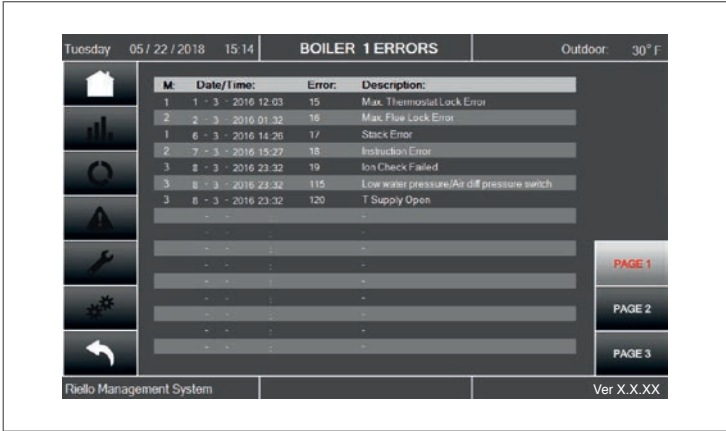 Tuesday 05 / 22 / 2018 15:14 BOILER 1 ERRORS Outdoor: 30° F
M: Date/Time: Error: Description:
1 1 - 3 - 2016 12:03 15 Max. Thermostat Lock Error
2 2 - 3 - 2016 01:32 16 Max. Flue Lock Error
1 6 - 3 - 2016 14:26 17 Stack Error
2 7 - 3 - 2016 15:27 18 Instruction Error
3 8 - 3 - 2016 23:32 19 Ion Check Failed
3 8 - 3 - 2016 23:32 115 Low water pressure/Air diff pressure switch
3 8 - 3 - 2016 23:32 120 T Supply Open
- - : -
- - : -
- - : -
- - : -
- - : -
- - : -
- - : -
- - : -
- - : -
PAGE 1
PAGE 2
PAGE 3
Riello Management System Ver X.X.XX